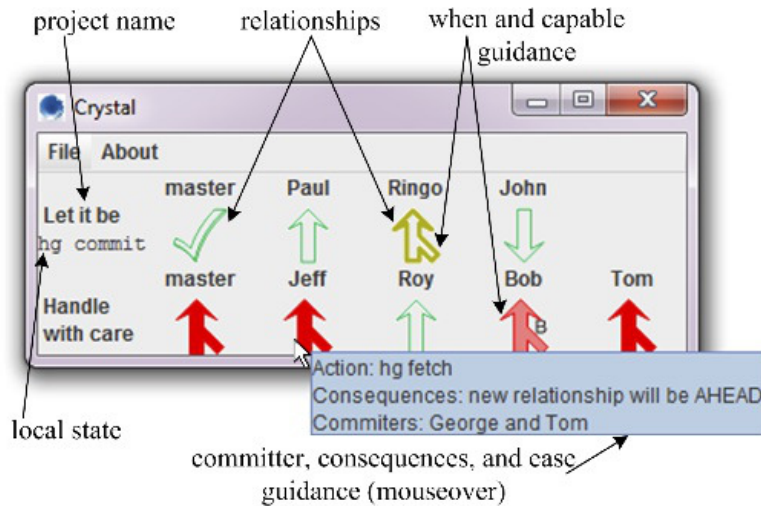 project name
relationships
when and capable
guidance
Crystal
File About
master Paul Ringo John
Let it be
hg commit
master Jeff Roy Bob Tom
Handle
with care
B
Action: hg fetch
Consequences: new relationship will be AHEAD
Commiters: George and Tom
local state
committer, consequences, and ease
guidance (mouseover)